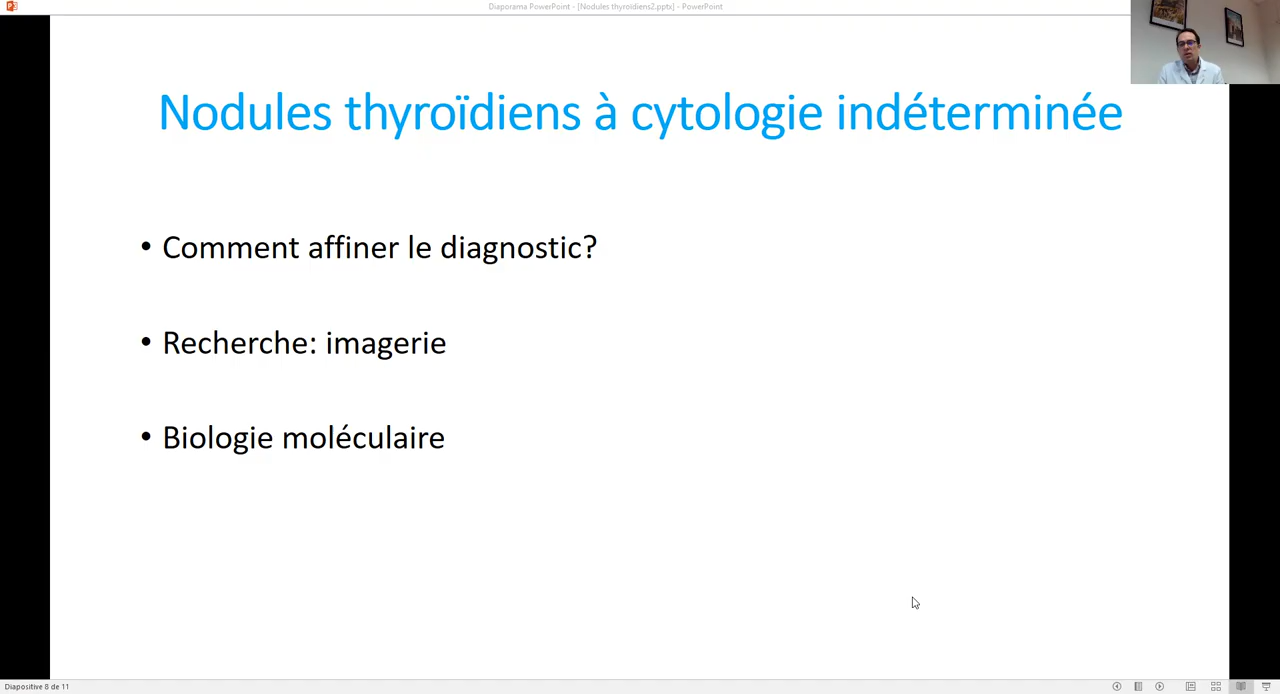 Diaporama PowerPoint - [Nodules thyroïdiens2.pptx] - PowerPoint
Nodules thyroïdiens à cytologie indéterminée
• Comment affiner le diagnostic?
• Recherche: imagerie
• Biologie moléculaire
Diapositive 8 de 11